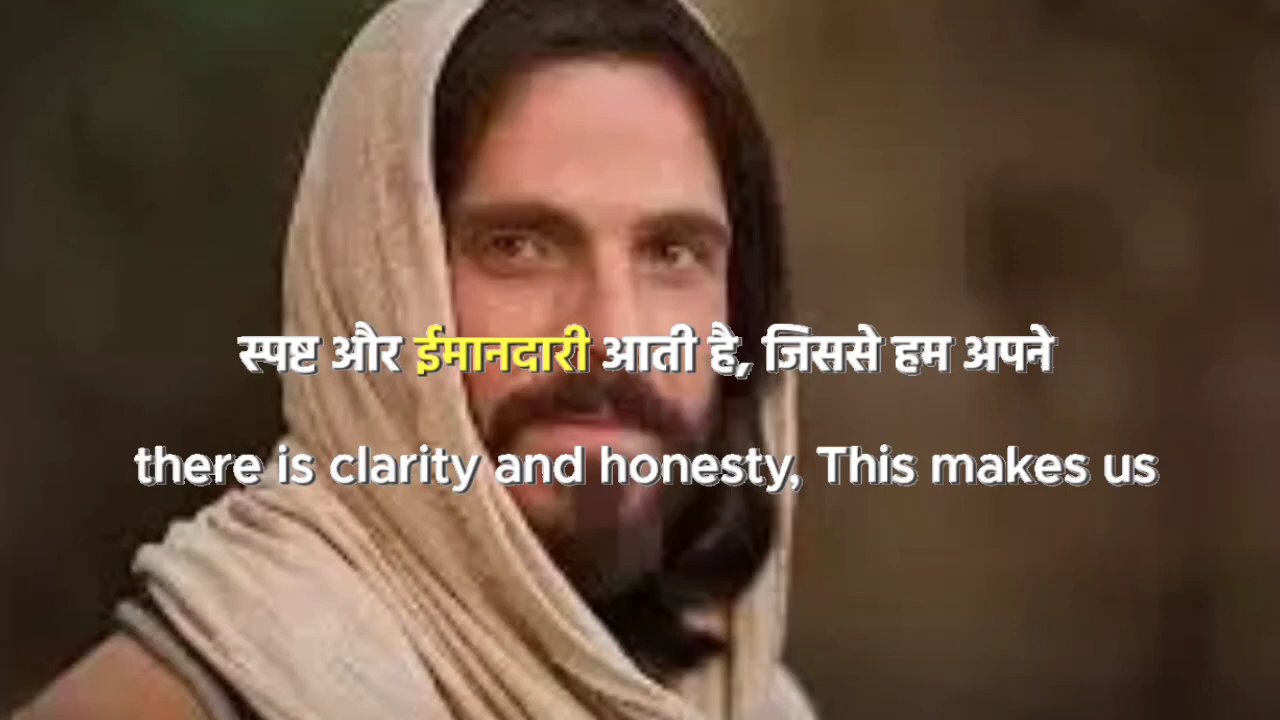 स्पष्ट और ईमानदारी आती है, जिससे हम अपने
there is clarity and honesty, This makes us